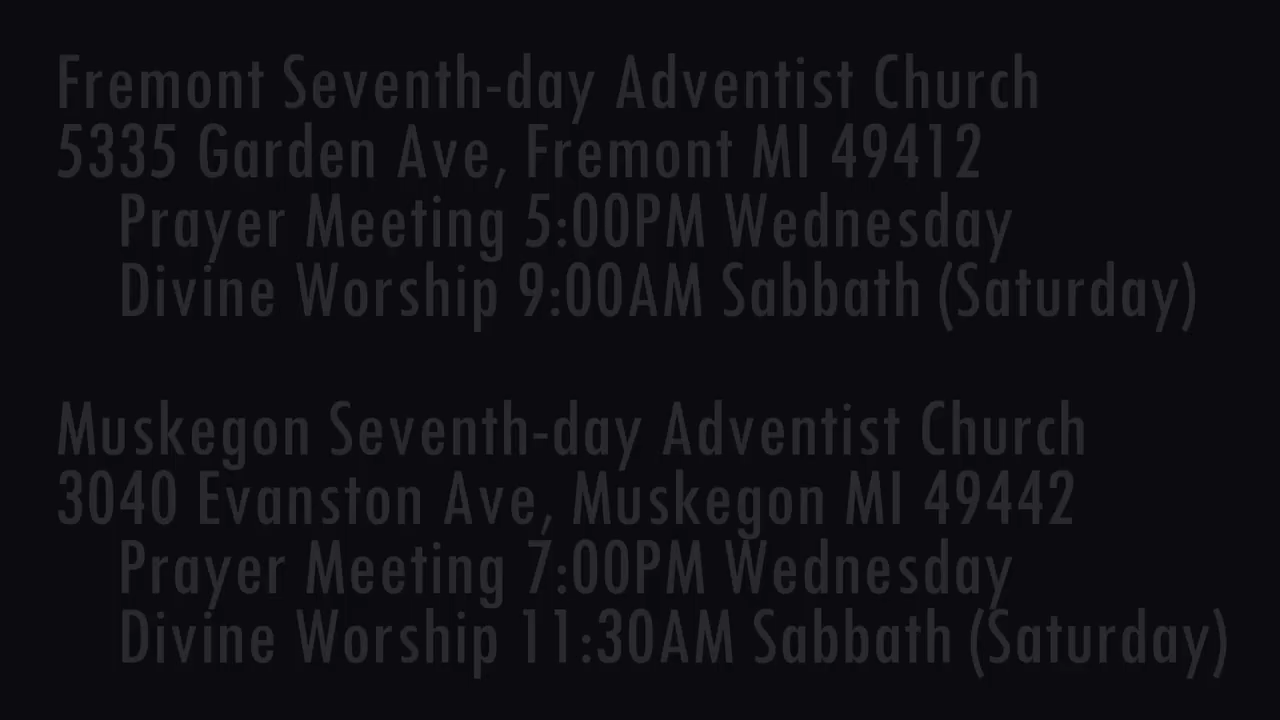 Fremont Seventh-day Adventist Church
5335 Garden Ave, Fremont MI 49412
Prayer Meeting 5:00PM Wednesday
Divine Worship 9:00AM Sabbath (Saturday)
Muskegon Seventh-day Adventist Church
3040 Evanston Ave, Muskegon MI 49442
Prayer Meeting 7:00PM Wednesday
Divine Worship 11:30AM Sabbath (Saturday)